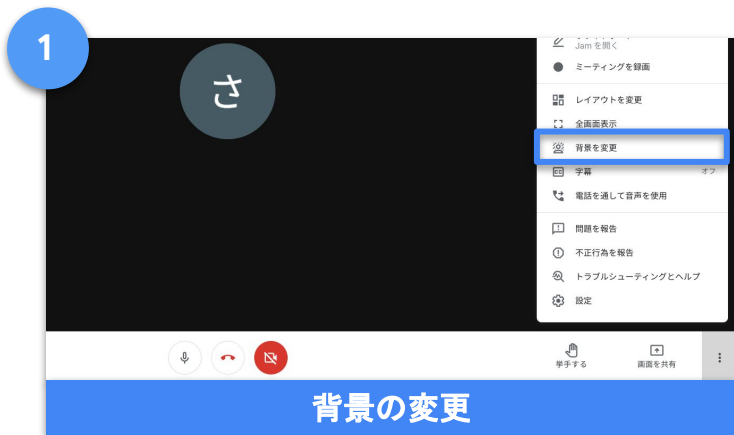 1
さ
Jam を開く
ミーティングを録画
レイアウトを変更
全画面表示
背景を変更
字幕 オフ
電話を通して音声を使用
問題を報告
不正行為を報告
トラブルシューティングとヘルプ
設定
挙手する
画面を共有
背景の変更